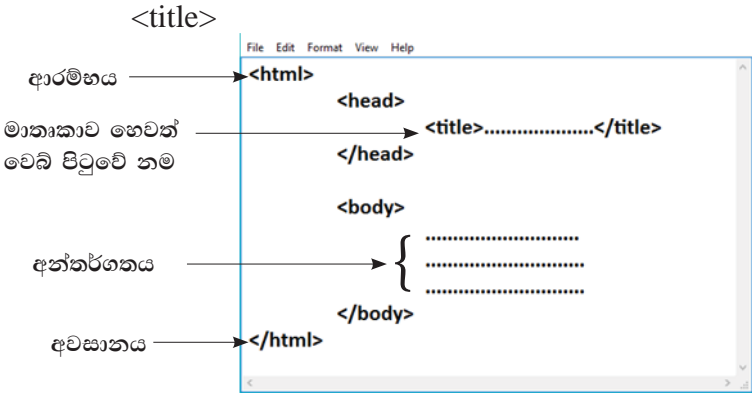 <title>
File Edit Format View Help
ආරම්භය
<html>
<head>
මාතෘකාව හෙවත්
වෙබ් පිටුවේ නම
<title>....................</title>
</head>
<body>
අන්තර්ගතය
............................
.............................
.............................
</body>
අවසානය
</html>